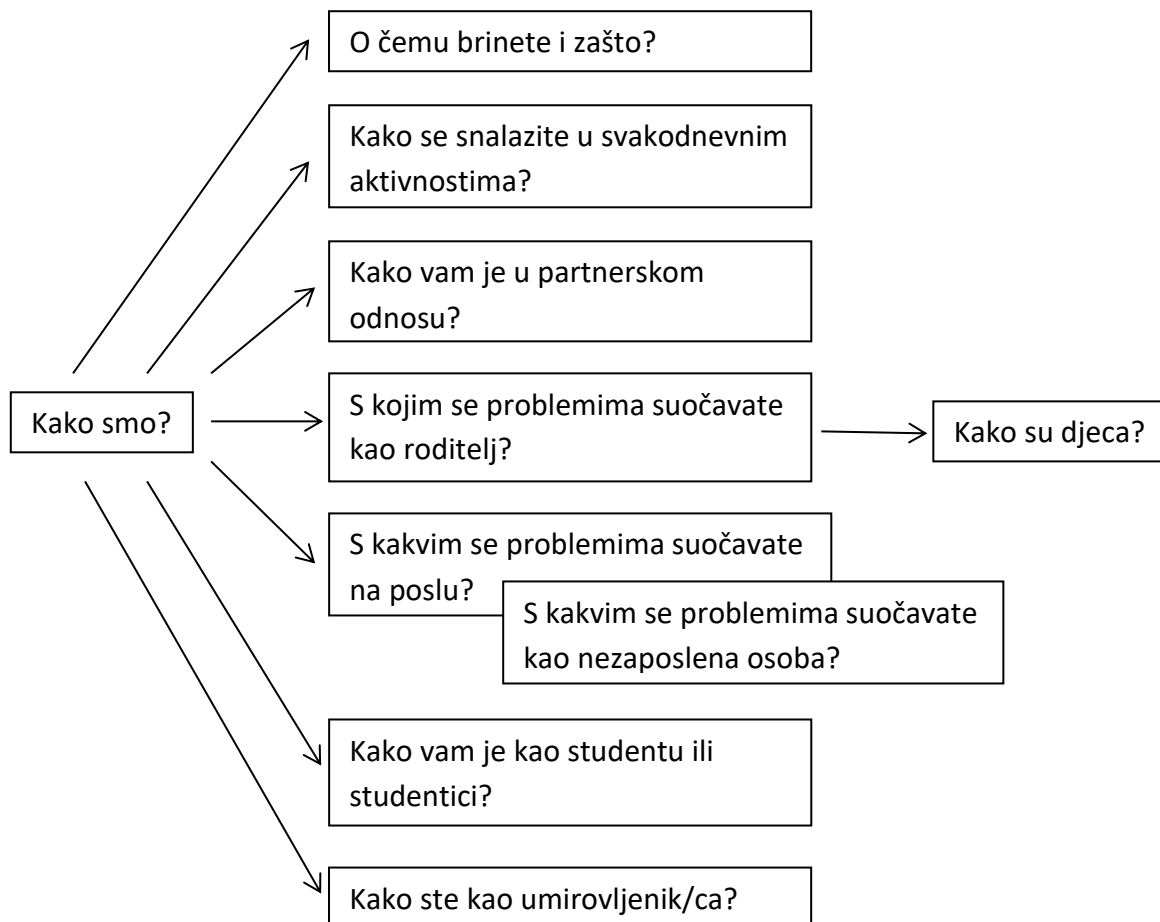 O čemu brinete i zašto?
Kako se snalazite u svakodnevnim
aktivnostima?
Kako vam je u partnerskom
odnosu?
Kako smo?
S kojim se problemima suočavate
kao roditelj?
Kako su djeca?
S kakvim se problemima suočavate
na poslu?
S kakvim se problemima suočavate
kao nezaposlena osoba?
Kako vam je kao studentu ili
studentici?
Kako ste kao umirovljenik/ca?